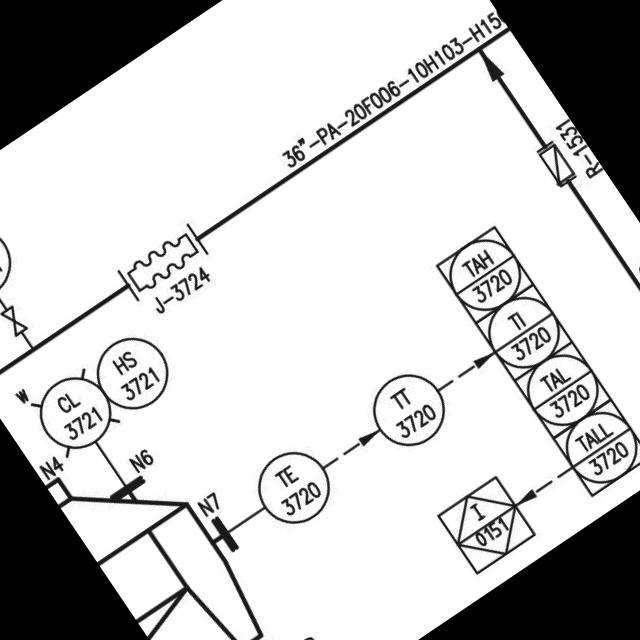 36"-PA-20F006-10H103-H15
R-1531
J-3724
TAH
3720
TI
3720
TAL
3720
TALL
3720
HS
3721
CL
3721
W
TT
3720
TE
3720
N4
N6
N7
I
0151